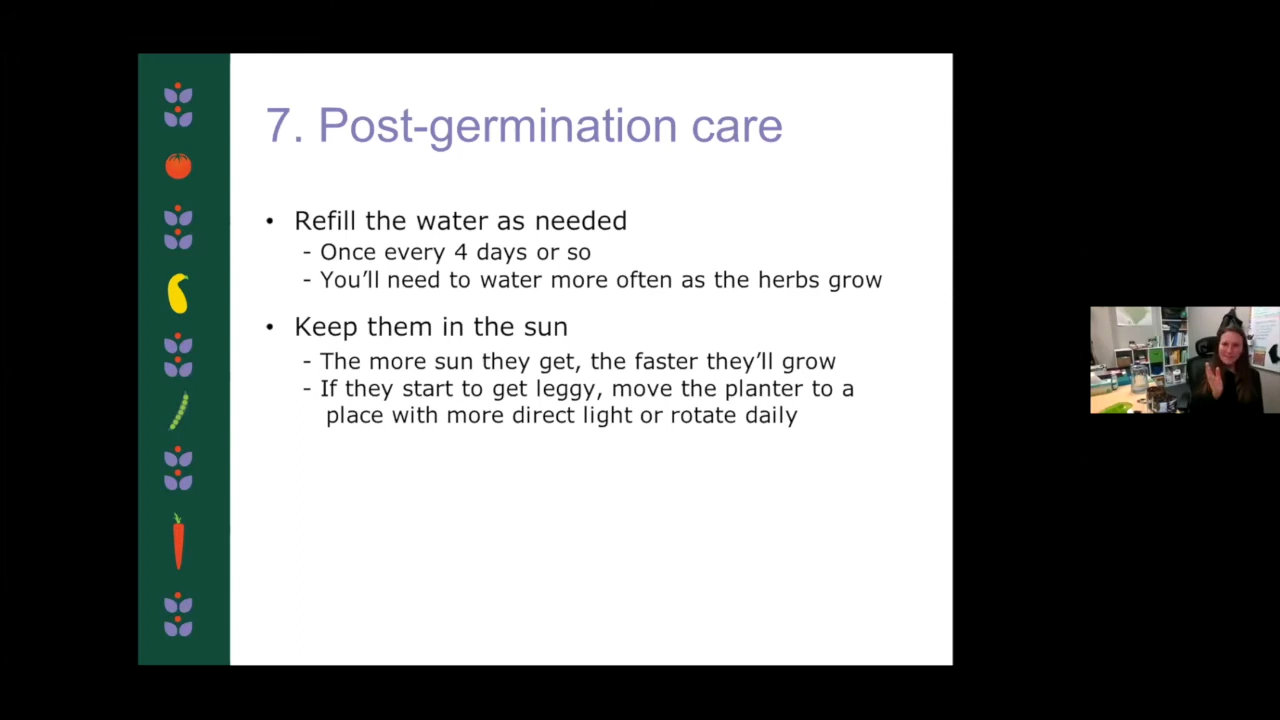 7. Post-germination care
• Refill the water as needed
- Once every 4 days or so
- You’ll need to water more often as the herbs grow
• Keep them in the sun
- The more sun they get, the faster they’ll grow
- If they start to get leggy, move the planter to a
place with more direct light or rotate daily